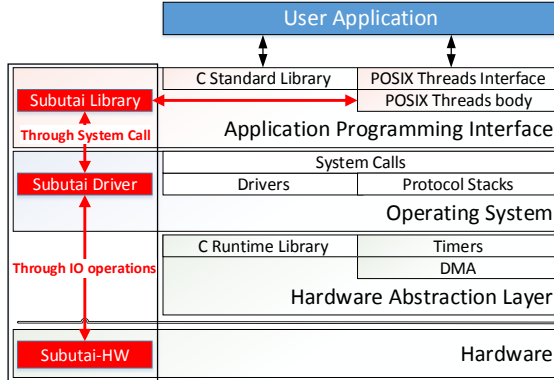 User Application
C Standard Library
POSIX Threads Interface
Subutai Library
POSIX Threads body
Through System Call
Application Programming Interface
System Calls
Subutai Driver
Drivers
Protocol Stacks
Operating System
C Runtime Library
Timers
Through IO operations
DMA
Hardware Abstraction Layer
Subutai-HW
Hardware